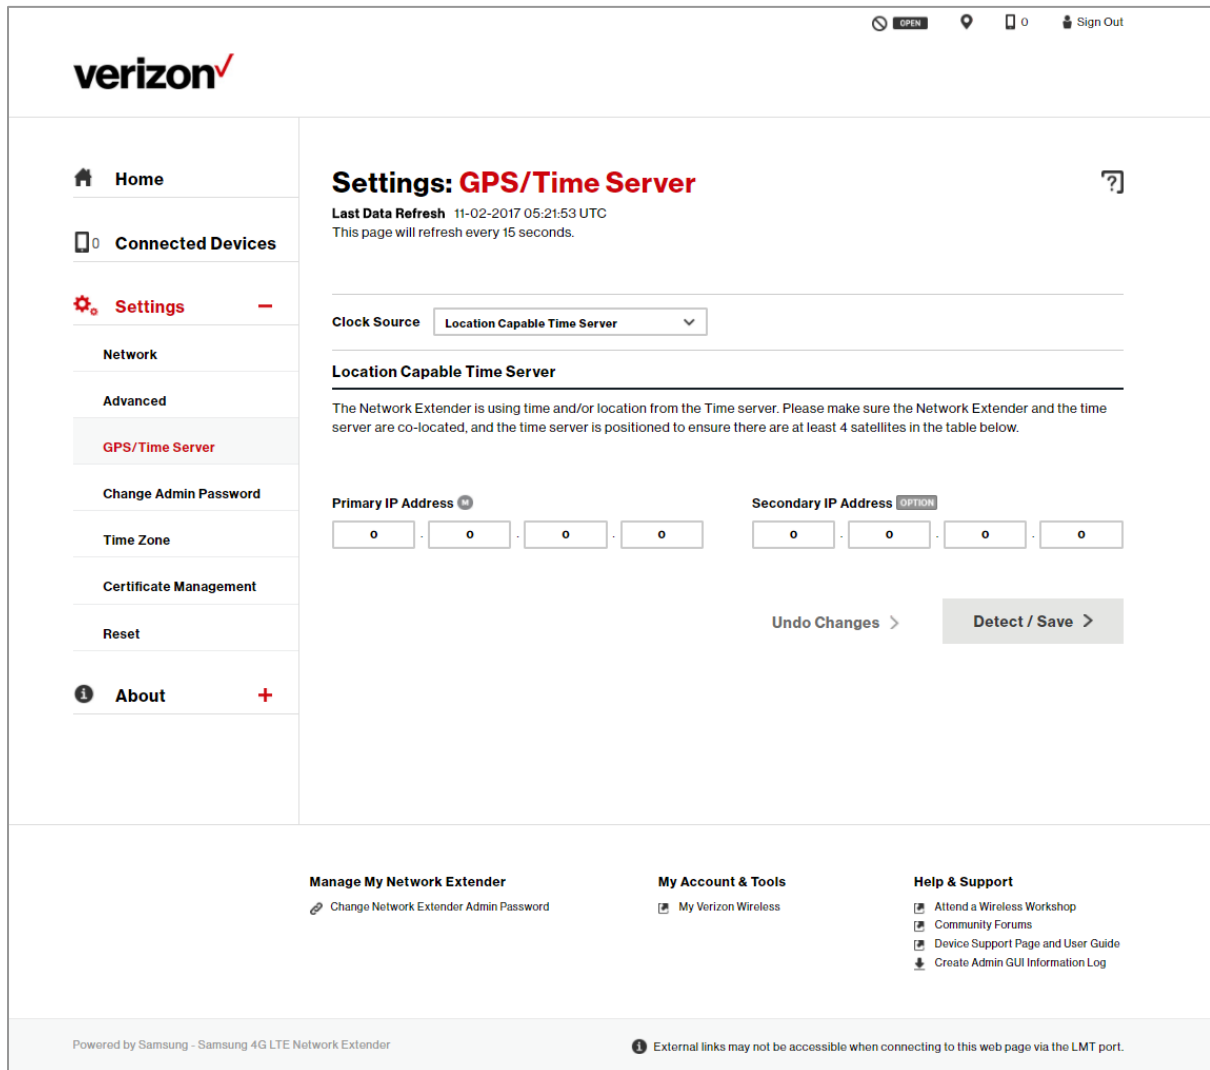 OPEN 0 Sign Out
verizon
Home
Connected Devices
0
Settings
Network
Advanced
GPS/Time Server
Change Admin Password
Time Zone
Certificate Management
Reset
About
Settings: GPS/Time Server
Last Data Refresh 11-02-2017 05:21:53 UTC
This page will refresh every 15 seconds.
Clock Source Location Capable Time Server
Location Capable Time Server
The Network Extender is using time and/or location from the Time server. Please make sure the Network Extender and the time
server are co-located, and the time server is positioned to ensure there are at least 4 satellites in the table below.
Primary IP Address M
0 . 0 . 0 . 0
Secondary IP Address OPTION
0 . 0 . 0 . 0
Undo Changes
Detect / Save
Manage My Network Extender
Change Network Extender Admin Password
My Account & Tools
My Verizon Wireless
Help & Support
Attend a Wireless Workshop
Community Forums
Device Support Page and User Guide
Create Admin GUI Information Log
Powered by Samsung - Samsung 4G LTE Network Extender
External links may not be accessible when connecting to this web page via the LMT port.